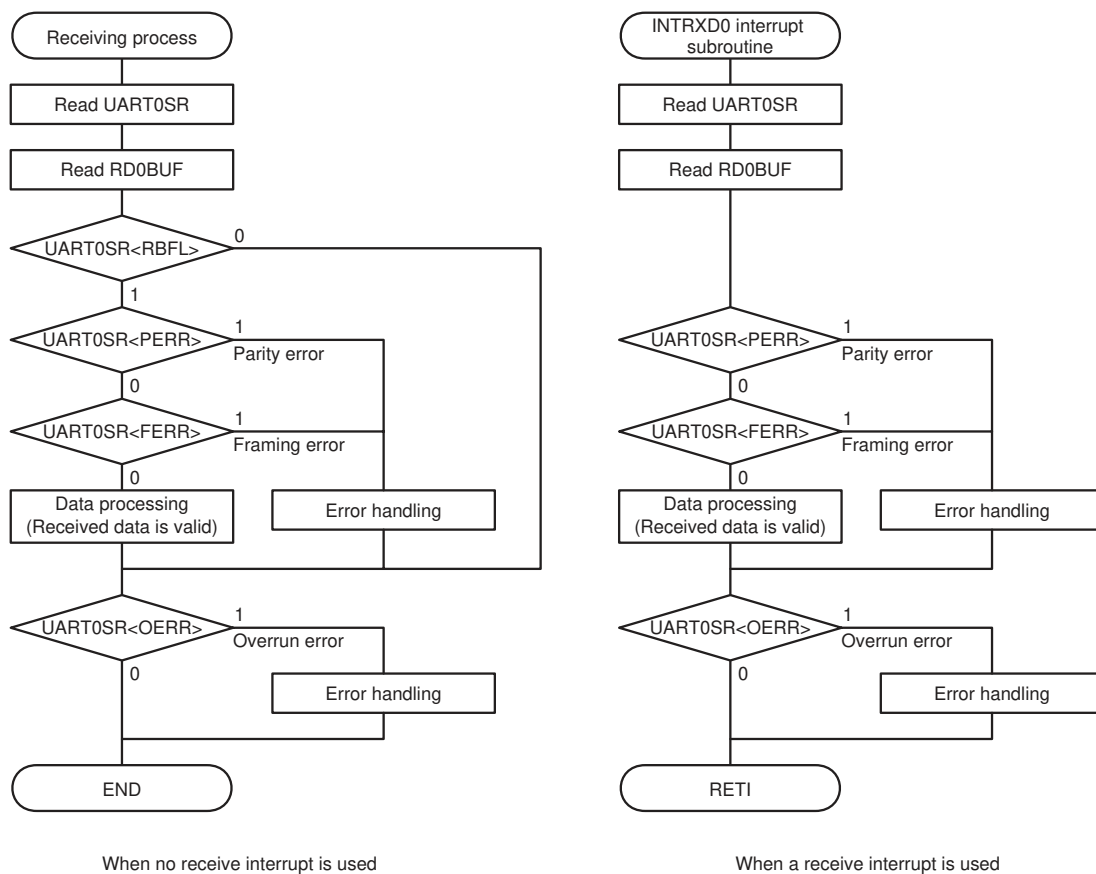 Receiving process
Read UART0SR
Read RD0BUF
UART0SR<RBFL>
0
1
UART0SR<PERR>
1
Parity error
0
UART0SR<FERR>
1
Framing error
0
Data processing
(Received data is valid)
Error handling
UART0SR<OERR>
1
Overrun error
0
Error handling
END
When no receive interrupt is used
INTRXD0 interrupt
subroutine
Read UART0SR
Read RD0BUF
UART0SR<PERR>
1
Parity error
0
UART0SR<FERR>
1
Framing error
0
Data processing
(Received data is valid)
Error handling
UART0SR<OERR>
1
Overrun error
0
Error handling
RETI
When a receive interrupt is used